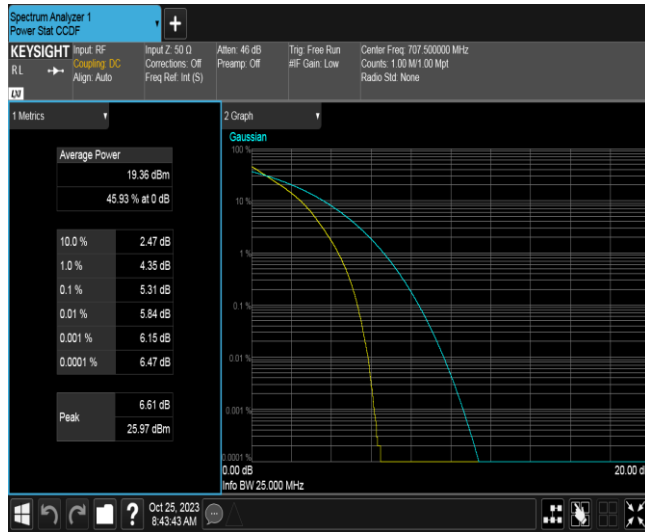 Spectrum Analyzer 1
Power Stat CCDF
+
KEYSIGHT
RL
LXI
Input: RF
Coupling: DC
Align: Auto
Input Z: 50 Ω
Corrections: Off
Freq Ref: Int (S)
Atten: 46 dB
Preamp: Off
Trig: Free Run
#IF Gain: Low
Center Freq: 707.500000 MHz
Counts: 1.00 M/1.00 Mpt
Radio Std: None
1 Metrics
Average Power
19.36 dBm
45.93 % at 0 dB
10.0 % 2.47 dB
1.0 % 4.35 dB
0.1 % 5.31 dB
0.01 % 5.84 dB
0.001 % 6.15 dB
0.0001 % 6.47 dB
Peak
6.61 dB
25.97 dBm
2 Graph
Gaussian
100 %
10 %
1 %
0.1 %
0.01 %
0.001 %
0.0001 %
0.00 dB
20.00 d
Info BW 25.000 MHz
?
Oct 25, 2023
8:43:43 AM